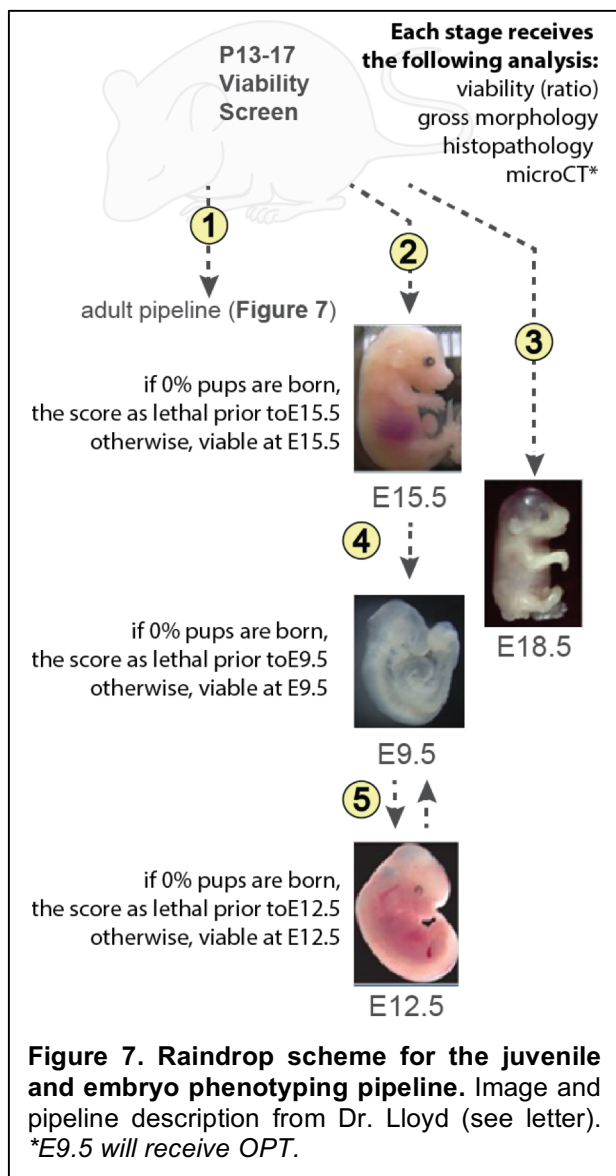 P13-17
Viability
Screen
Each stage receives
the following analysis:
viability (ratio)
gross morphology
histopathology
microCT*
1
2
3
adult pipeline (Figure 7)
if 0% pups are born,
the score as lethal prior toE15.5
otherwise, viable at E15.5
E15.5
4
E18.5
if 0% pups are born,
the score as lethal prior toE9.5
otherwise, viable at E9.5
E9.5
5
if 0% pups are born,
the score as lethal prior toE12.5
otherwise, viable at E12.5
E12.5
Figure 7. Raindrop scheme for the juvenile
and embryo phenotyping pipeline. Image and
pipeline description from Dr. Lloyd (see letter).
*E9.5 will receive OPT.